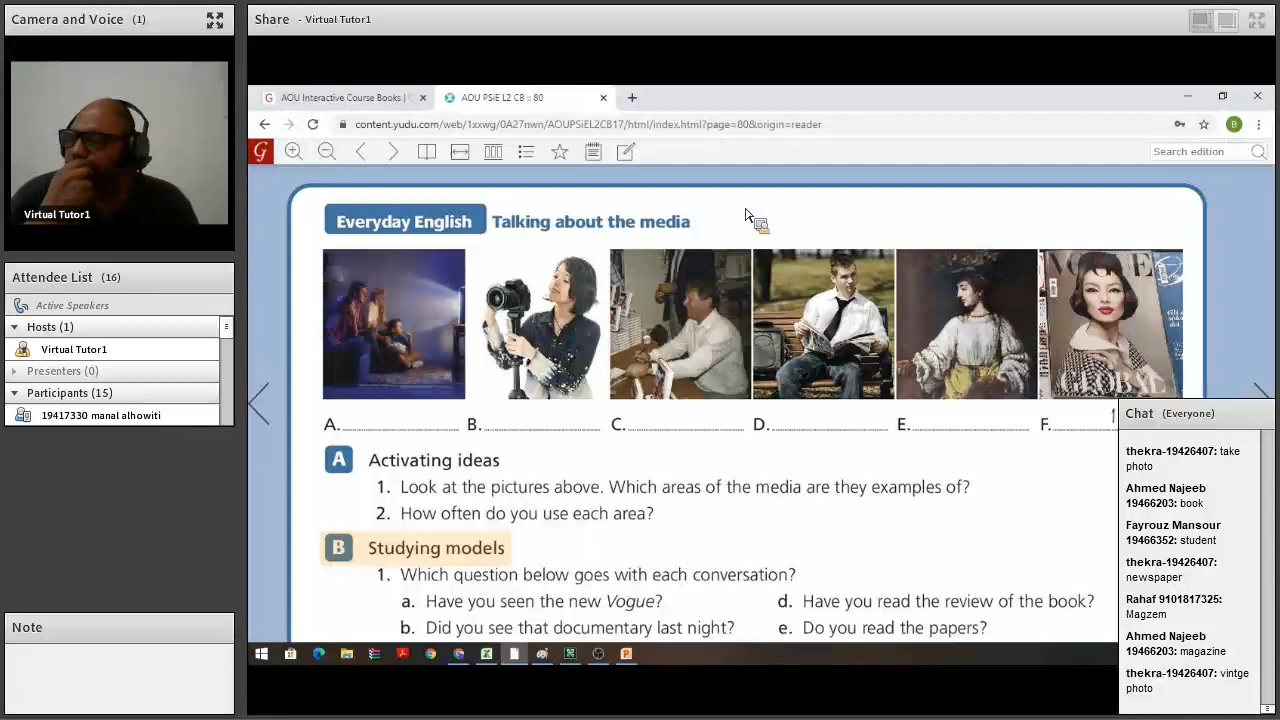 Camera and Voice (1)
Virtual Tutor1
Attendee List (16)
Active Speakers
Hosts (1)
Virtual Tutor1
Presenters (0)
Participants (15)
19417330 manal alhowiti
Note
Share - Virtual Tutor1
AOU Interactive Course Books |
AOU PSiE L2 CB :: 80
content.yudu.com/web/1xxwg/0A27nwn/AOUPSiEL2CB17/html/index.html?page=80&origin=reader
B
G
Search edition
Everyday English Talking about the media
VOGUE
GLOBAL
A. B. C. D. E. F.
A Activating ideas
1. Look at the pictures above. Which areas of the media are they examples of?
2. How often do you use each area?
B Studying models
1. Which question below goes with each conversation?
a. Have you seen the new Vogue? d. Have you read the review of the book?
b. Did you see that documentary last night? e. Do you read the papers?
Chat (Everyone)
thekra-19426407: take
photo
Ahmed Najeeb
19466203: book
Fayrouz Mansour
19466352: student
thekra-19426407:
newspaper
Rahaf 9101817325:
Magzem
Ahmed Najeeb
19466203: magazine
thekra-19426407: vintge
photo